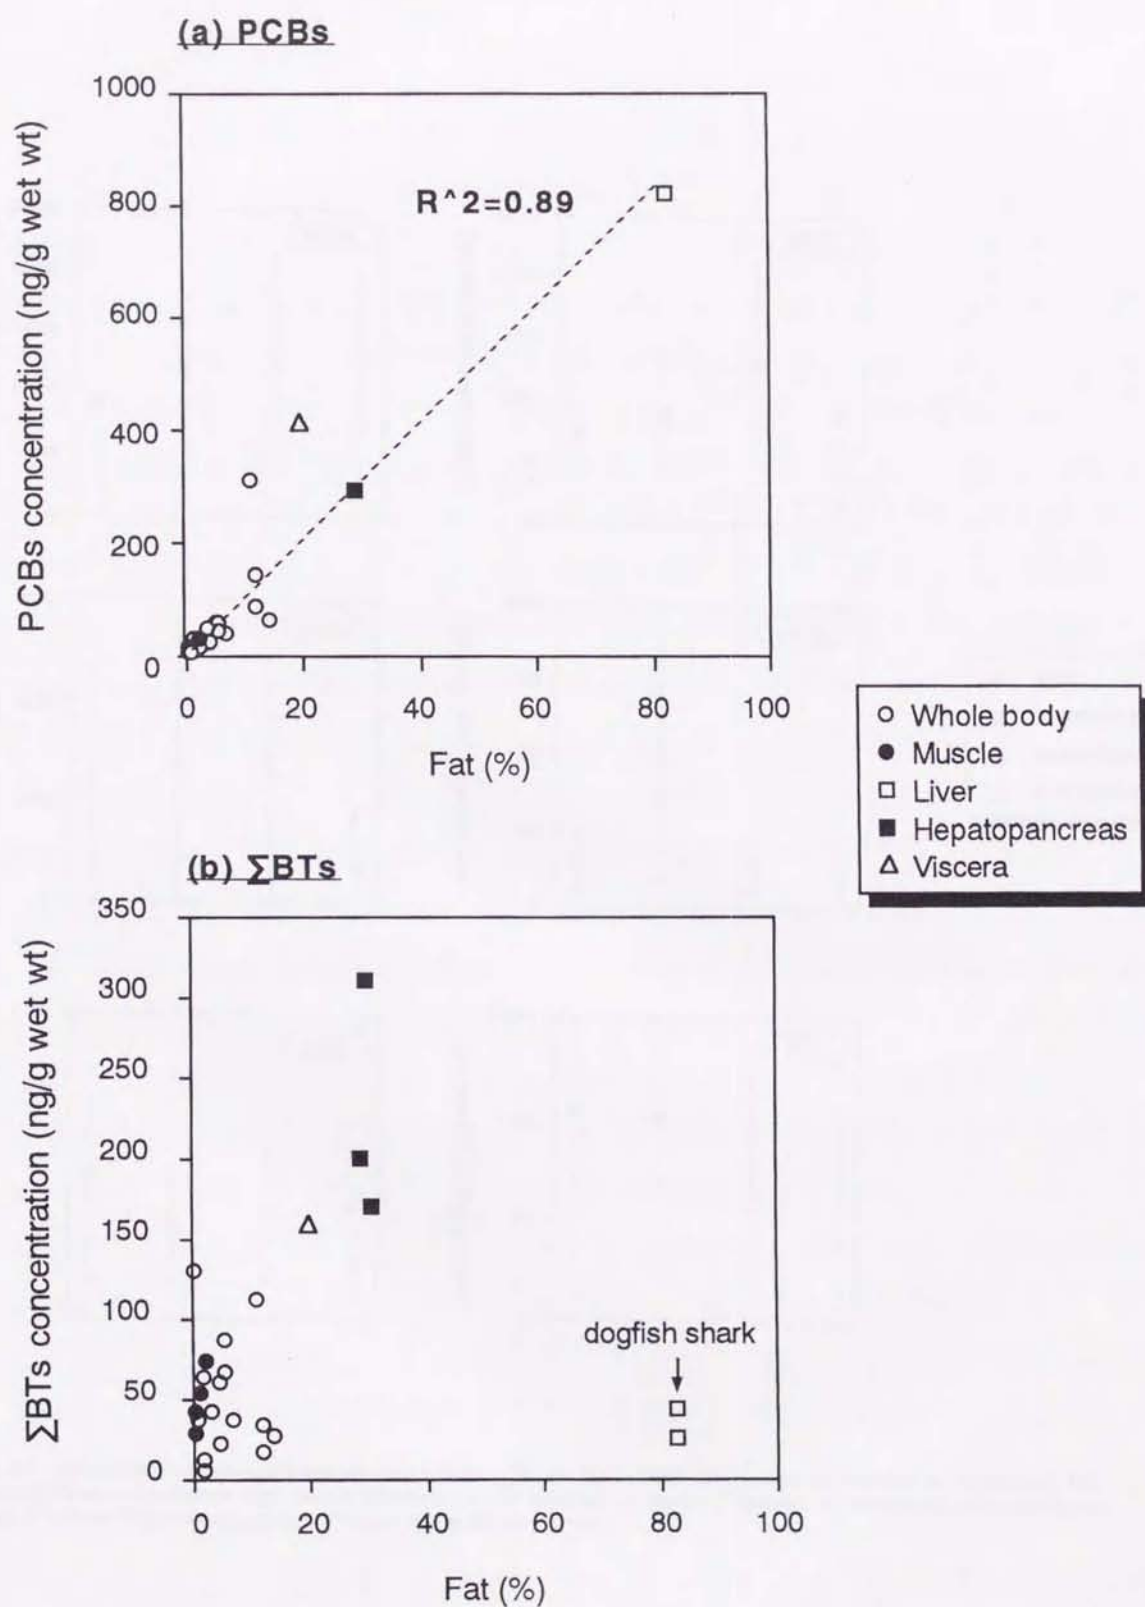 (a) PCBs
1000
800
600
400
200
0
PCBs concentration (ng/g wet wt)
R^2=0.89
0 20 40 60 80 100
Fat (%)
Whole body
Muscle
Liver
Hepatopancreas
Viscera
(b) ∑BTs
350
300
250
200
150
100
50
0
∑BTs concentration (ng/g wet wt)
dogfish shark
0 20 40 60 80 100
Fat (%)